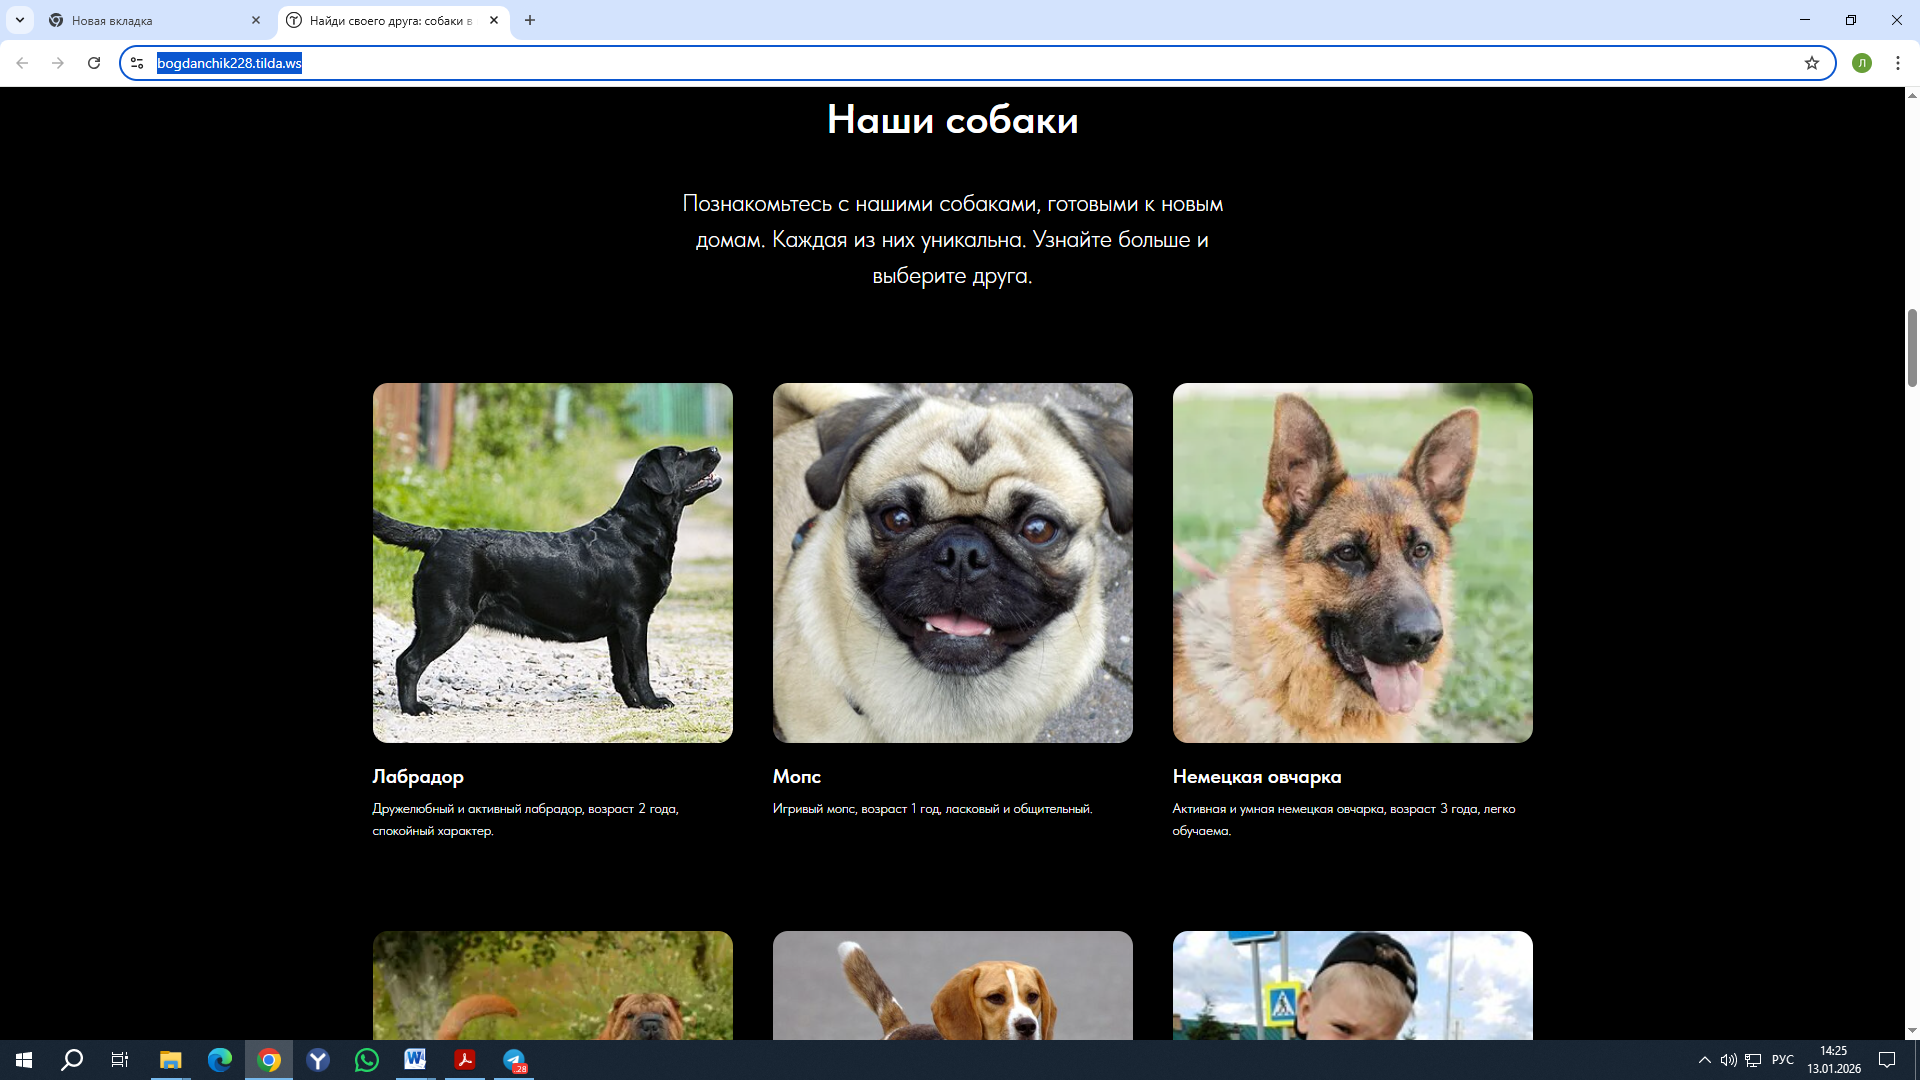 Новая вкладка
Найди своего друга: собаки в
bogdanchik228.tilda.ws
Л
Наши собаки
Познакомьтесь с нашими собаками, готовыми к новым
домам. Каждая из них уникальна. Узнайте больше и
выберите друга.
Лабрадор
Дружелюбный и активный лабрадор, возраст 2 года,
спокойный характер.
Мопс
Игривый мопс, возраст 1 год, ласковый и общительный.
Немецкая овчарка
Активная и умная немецкая овчарка, возраст 3 года, легко
обучаема.
28
РУС
14:25
13.01.2026